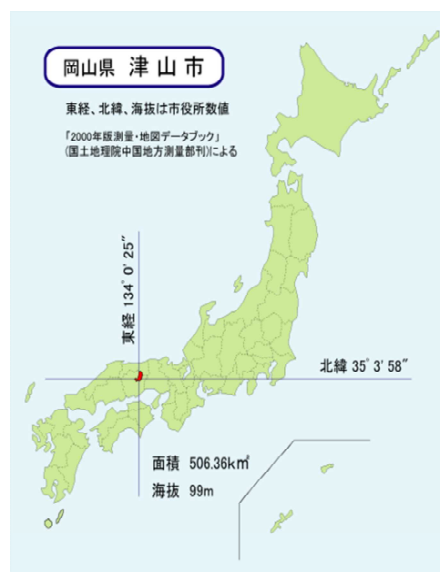 岡山県 津山市
東経、北緯、海抜は市役所数値
「2000年版測量・地図データブック」
(国土地理院中国地方測量部刊)による
東経 134° 0' 25"
北緯 35° 3' 58"
面積 506.36k㎡
海抜 99m